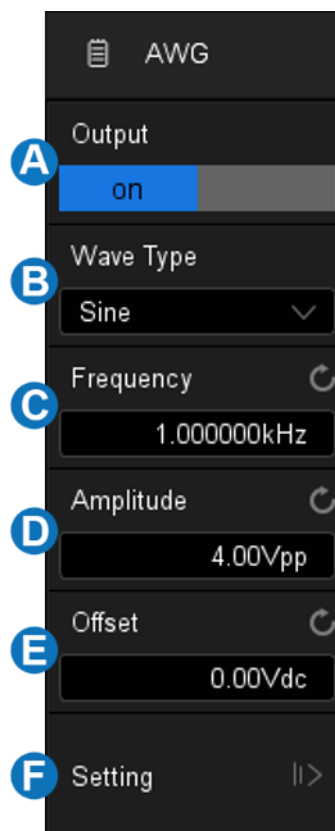 AWG
Output
A
on
Wave Type
B
Sine
Frequency
C
1.000000kHz
Amplitude
D
4.00Vpp
Offset
E
0.00Vdc
F Setting